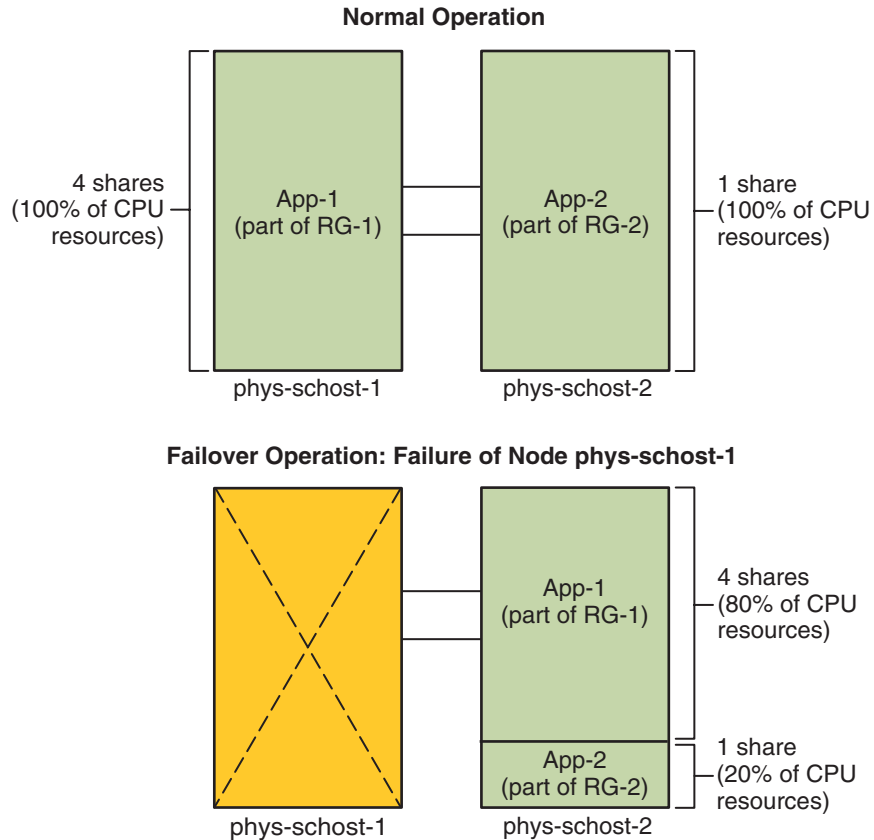 Normal Operation
4 shares
(100% of CPU
resources)
App-1
(part of RG-1)
App-2
(part of RG-2)
1 share
(100% of CPU
resources)
phys-schost-1
phys-schost-2
Failover Operation: Failure of Node phys-schost-1
App-1
(part of RG-1)
4 shares
(80% of CPU
resources)
App-2
(part of RG-2)
1 share
(20% of CPU
resources)
phys-schost-1
phys-schost-2